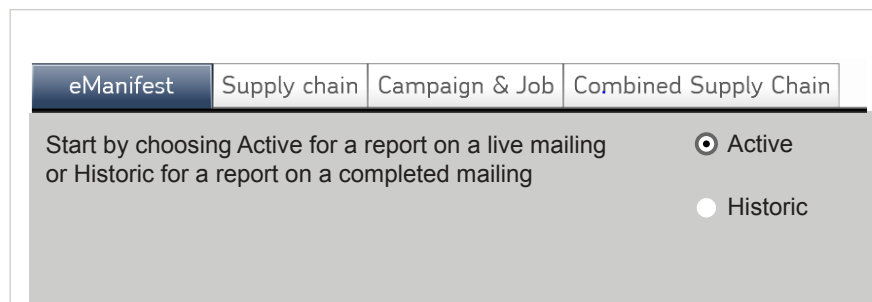 eManifest Supply chain Campaign & Job Combined Supply Chain
Start by choosing Active for a report on a live mailing
or Historic for a report on a completed mailing
Active
Historic